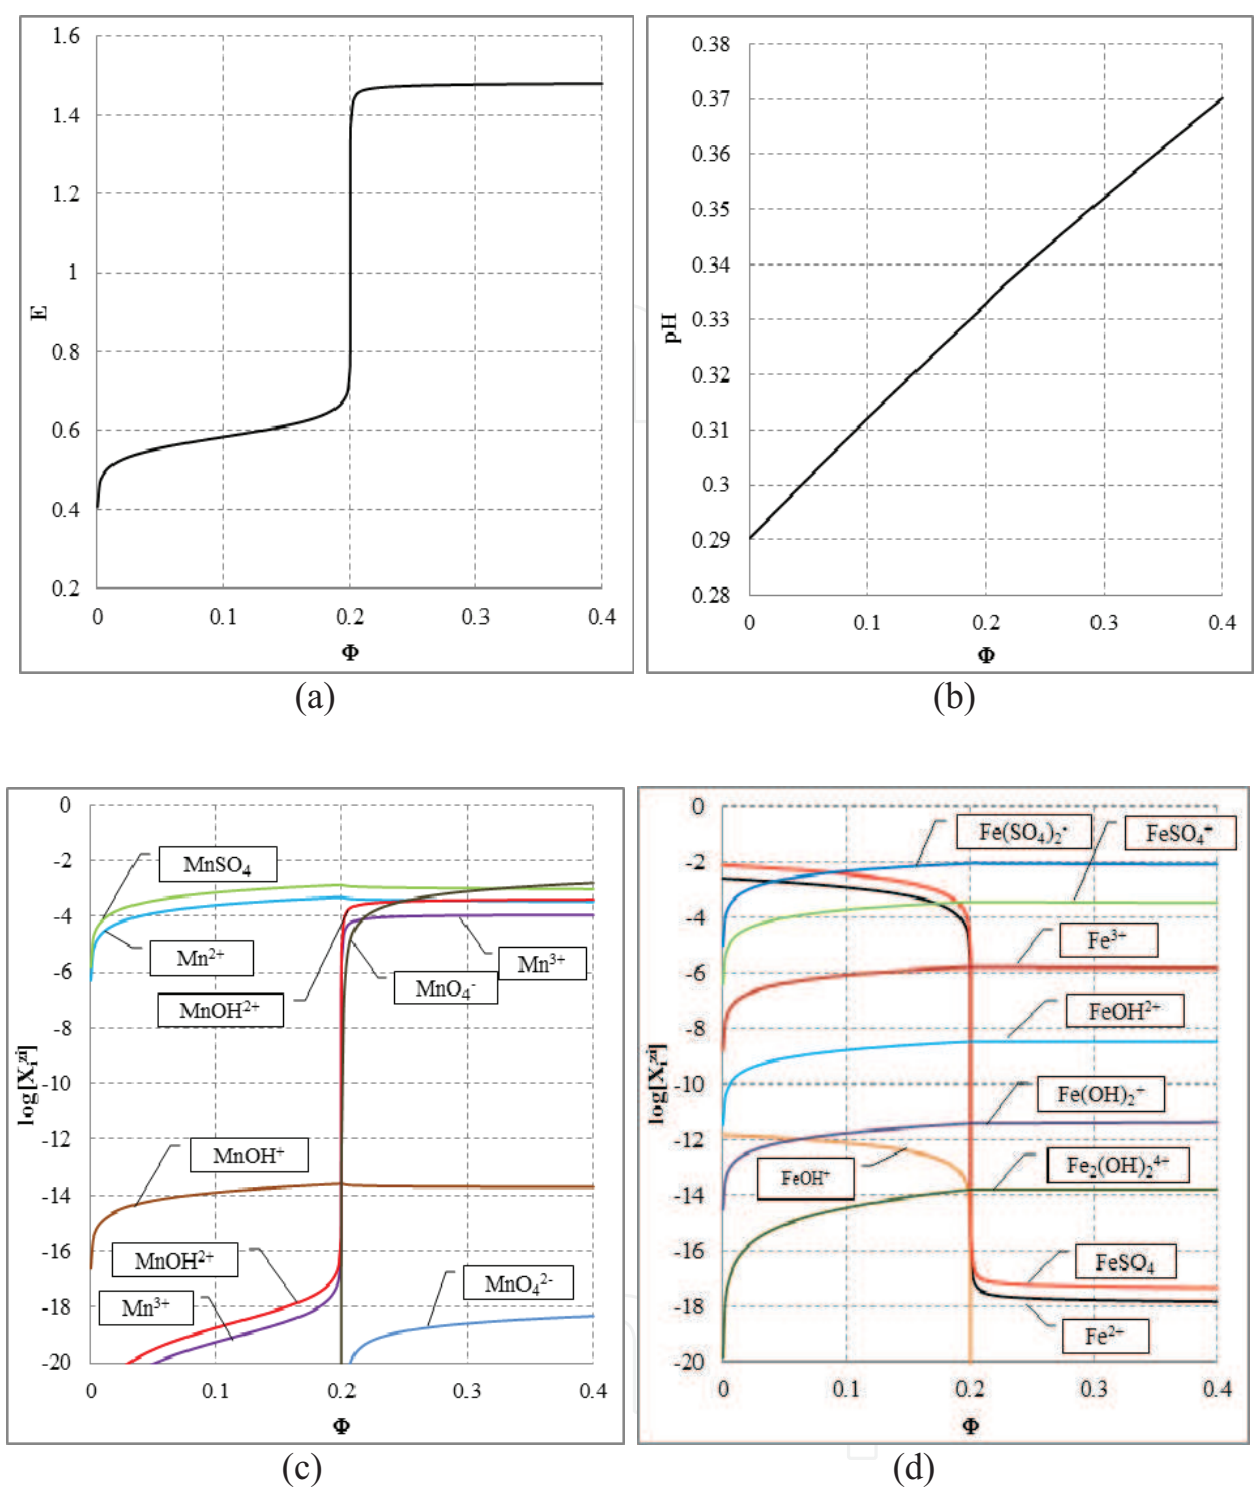 1.6
1.4
1.2
1
0.8
0.6
0.4
0.2
E
0
0.1
0.2
0.3
0.4
Φ
(a)
0.38
0.37
0.36
0.35
0.34
0.33
0.32
0.31
0.3
0.29
0.28
pH
0
0.1
0.2
0.3
0.4
Φ
(b)
0
-2
-4
-6
-8
-10
-12
-14
-16
-18
-20
log[Xᵢᶻⁱ]
MnSO₄
Mn²⁺
MnOH²⁺
MnO₄⁻
Mn³⁺
MnOH⁺
MnOH²⁺
Mn³⁺
MnO₄²⁻
0
0.1
0.2
0.3
0.4
Φ
(c)
0
-2
-4
-6
-8
-10
-12
-14
-16
-18
-20
log[Xᵢᶻⁱ]
Fe(SO₄)₂⁻
FeSO₄⁺
Fe³⁺
FeOH²⁺
Fe(OH)₂⁺
FeOH⁺
Fe₂(OH)₂⁴⁺
FeSO₄
Fe²⁺
0
0.1
0.2
0.3
0.4
Φ
(d)